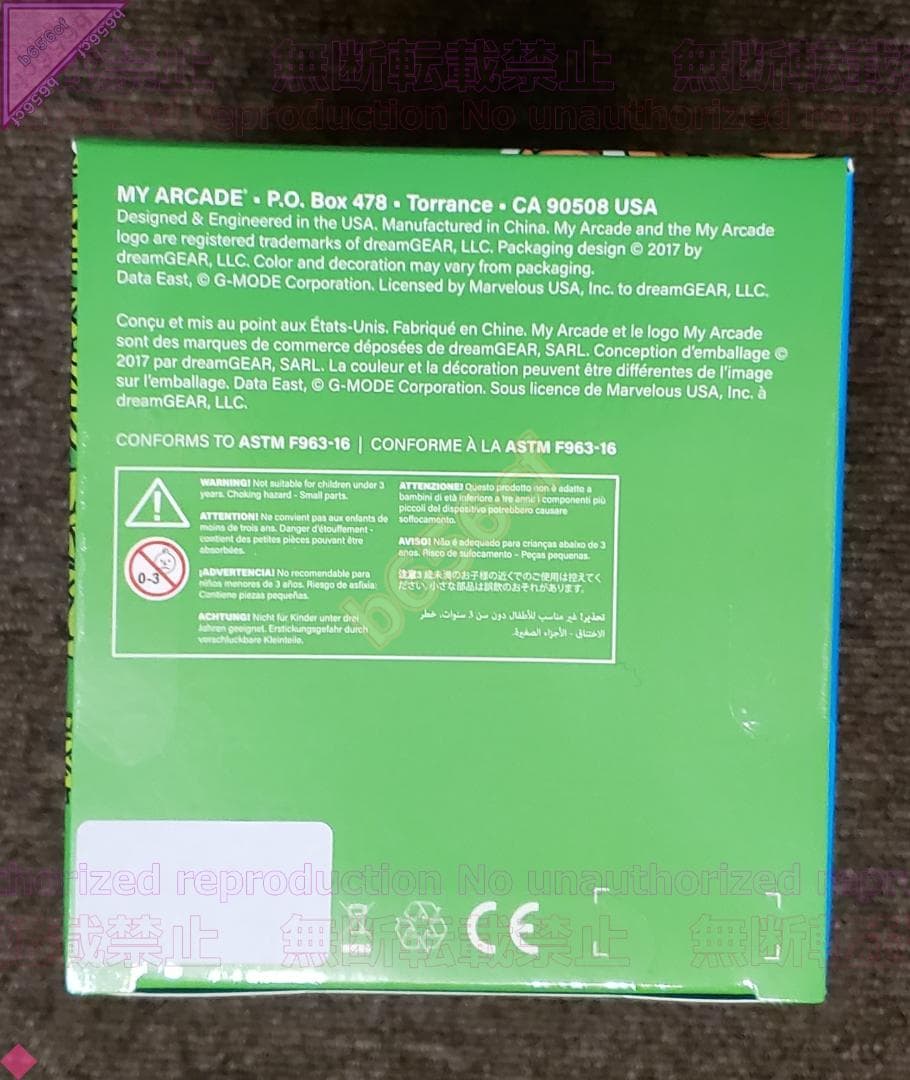 b656cf
b656cf
b656cf
無断転載禁止 無断転
No unauthorized reproduction No unauthorized repro
MY ARCADE® ▪ P.O. Box 478 ▪ Torrance ▪ CA 90508 USA
Designed & Engineered in the USA. Manufactured in China. My Arcade and the My Arcade
logo are registered trademarks of dreamGEAR, LLC. Packaging design © 2017 by
dreamGEAR, LLC. Color and decoration may vary from packaging.
Data East, © G-MODE Corporation. Licensed by Marvelous USA, Inc. to dreamGEAR, LLC.
Conçu et mis au point aux États-Unis. Fabriqué en Chine. My Arcade et le logo My Arcade
sont des marques de commerce déposées de dreamGEAR, SARL. Conception d'emballage ©
2017 par dreamGEAR, SARL. La couleur et la décoration peuvent être différentes de l'image
sur l'emballage. Data East, © G-MODE Corporation. Sous licence de Marvelous USA, Inc. à
dreamGEAR, LLC.
CONFORMS TO ASTM F963-16 | CONFORME À LA ASTM F963-16
WARNING! Not suitable for children under 3
years. Choking hazard - Small parts.
ATTENTION! Ne convient pas aux enfants de
moins de trois ans. Danger d'étouffement -
contient des petites pièces pouvant être
absorbées.
¡ADVERTENCIA! No recomendable para
niños menores de 3 años. Riesgo de asfixia:
Contiene piezas pequeñas.
ACHTUNG! Nicht für Kinder unter drei
Jahren geeignet. Erstickungsgefahr durch
verschluckbare Kleinteile.
0-3
ATTENZIONE! Questo prodotto non è adatto a
bambini di età inferiore a tre anni: i componenti più
piccoli del dispositivo potrebbero causare
soffocamento.
AVISO! Não é adequado para crianças abaixo de 3
anos. Risco de sufocamento - Peças pequenas.
注意3 歳未満のお子様の近くでのご使用は控えてく
ださい。小さな部品は誤飲のおそれがあります。
تحذير! غير مناسب للأطفال دون سن 3 سنوات، خطر
الاختناق - الأجزاء الصغيرة.
b656cf
horized reproduction No unauthorized repro
載禁止 無断転載禁止 無断
CE